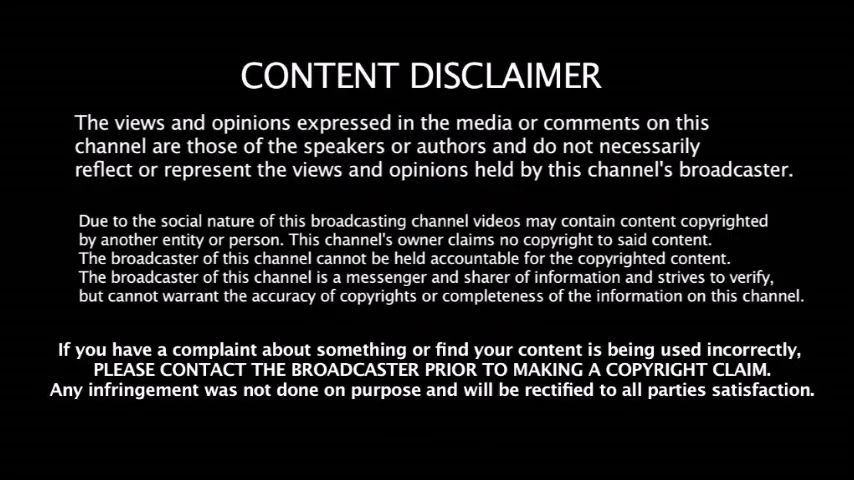 CONTENT DISCLAIMER
The views and opinions expressed in the media or comments on this
channel are those of the speakers or authors and do not necessarily
reflect or represent the views and opinions held by this channel's broadcaster.
Due to the social nature of this broadcasting channel videos may contain content copyrighted
by another entity or person. This channel's owner claims no copyright to said content.
The broadcaster of this channel cannot be held accountable for the copyrighted content.
The broadcaster of this channel is a messenger and sharer of information and strives to verify,
but cannot warrant the accuracy of copyrights or completeness of the information on this channel.
If you have a complaint about something or find your content is being used incorrectly,
PLEASE CONTACT THE BROADCASTER PRIOR TO MAKING A COPYRIGHT CLAIM.
Any infringement was not done on purpose and will be rectified to all parties satisfaction.